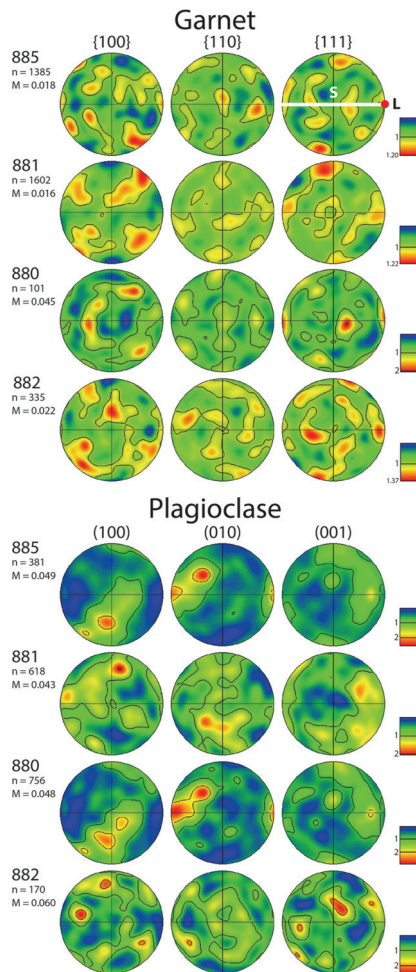 Garnet
{100} {110} {111}
885
n = 1385
M = 0.018
S
L
1
1.20
881
n = 1602
M = 0.016
1
1.22
880
n = 101
M = 0.045
1
2
882
n = 335
M = 0.022
1
1.37
Plagioclase
(100) (010) (001)
885
n = 381
M = 0.049
1
2
881
n = 618
M = 0.043
1
2
880
n = 756
M = 0.048
1
2
882
n = 170
M = 0.060
1
2